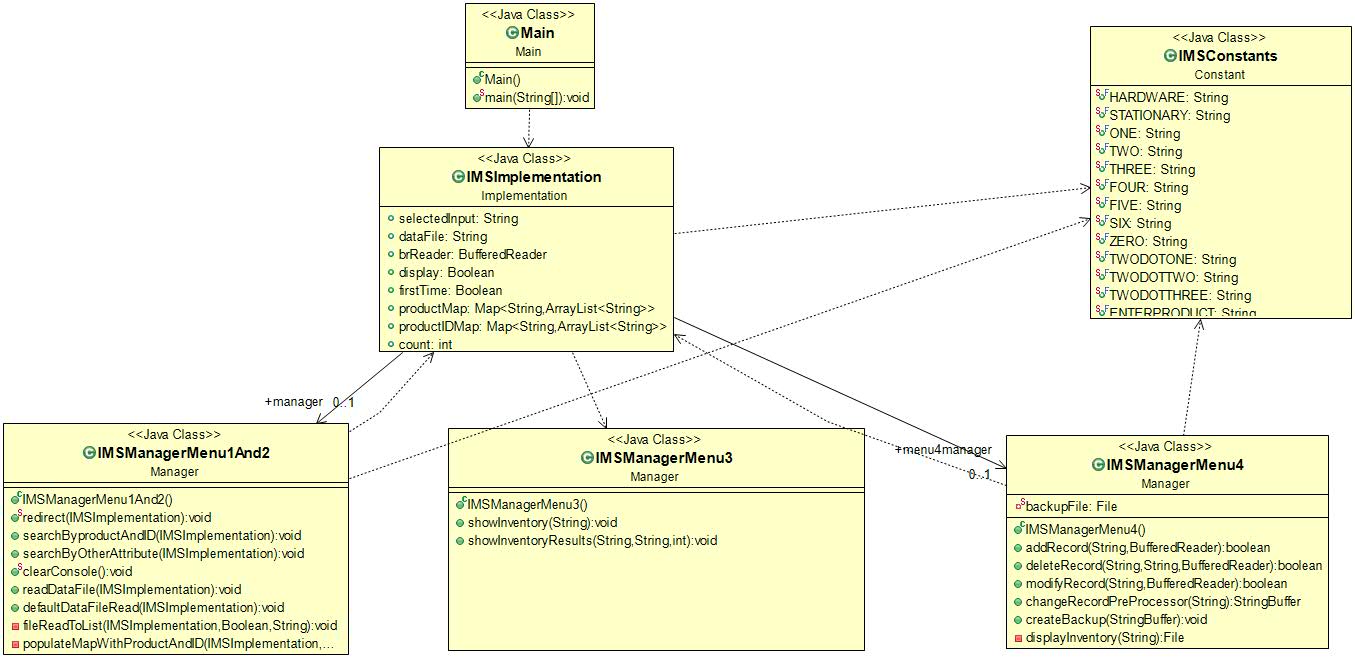 <<Java Class>>
Main
Main
Main()
main(String[]):void
<<Java Class>>
IMSConstants
Constant
HARDWARE: String
STATIONARY: String
ONE: String
TWO: String
THREE: String
FOUR: String
FIVE: String
SIX: String
ZERO: String
TWODOTONE: String
TWODOTTWO: String
TWODOTTHREE: String
ENTERPRODUCT: String
<<Java Class>>
IMSImplementation
Implementation
selectedInput: String
dataFile: String
brReader: BufferedReader
display: Boolean
firstTime: Boolean
productMap: Map<String,ArrayList<String>>
productIDMap: Map<String,ArrayList<String>>
count: int
+manager 0..1
+menu4manager
0..1
<<Java Class>>
IMSManagerMenu1And2
Manager
IMSManagerMenu1And2()
redirect(IMSImplementation):void
searchByproductAndID(IMSImplementation):void
searchByOtherAttribute(IMSImplementation):void
clearConsole():void
readDataFile(IMSImplementation):void
defaultDataFileRead(IMSImplementation):void
fileReadToList(IMSImplementation,Boolean,String):void
populateMapWithProductAndID(IMSImplementation,...
<<Java Class>>
IMSManagerMenu3
Manager
IMSManagerMenu3()
showInventory(String):void
showInventoryResults(String,String,int):void
<<Java Class>>
IMSManagerMenu4
Manager
backupFile: File
IMSManagerMenu4()
addRecord(String,BufferedReader):boolean
deleteRecord(String,String,BufferedReader):boolean
modifyRecord(String,BufferedReader):boolean
changeRecordPreProcessor(String):StringBuffer
createBackup(StringBuffer):void
displayInventory(String):File